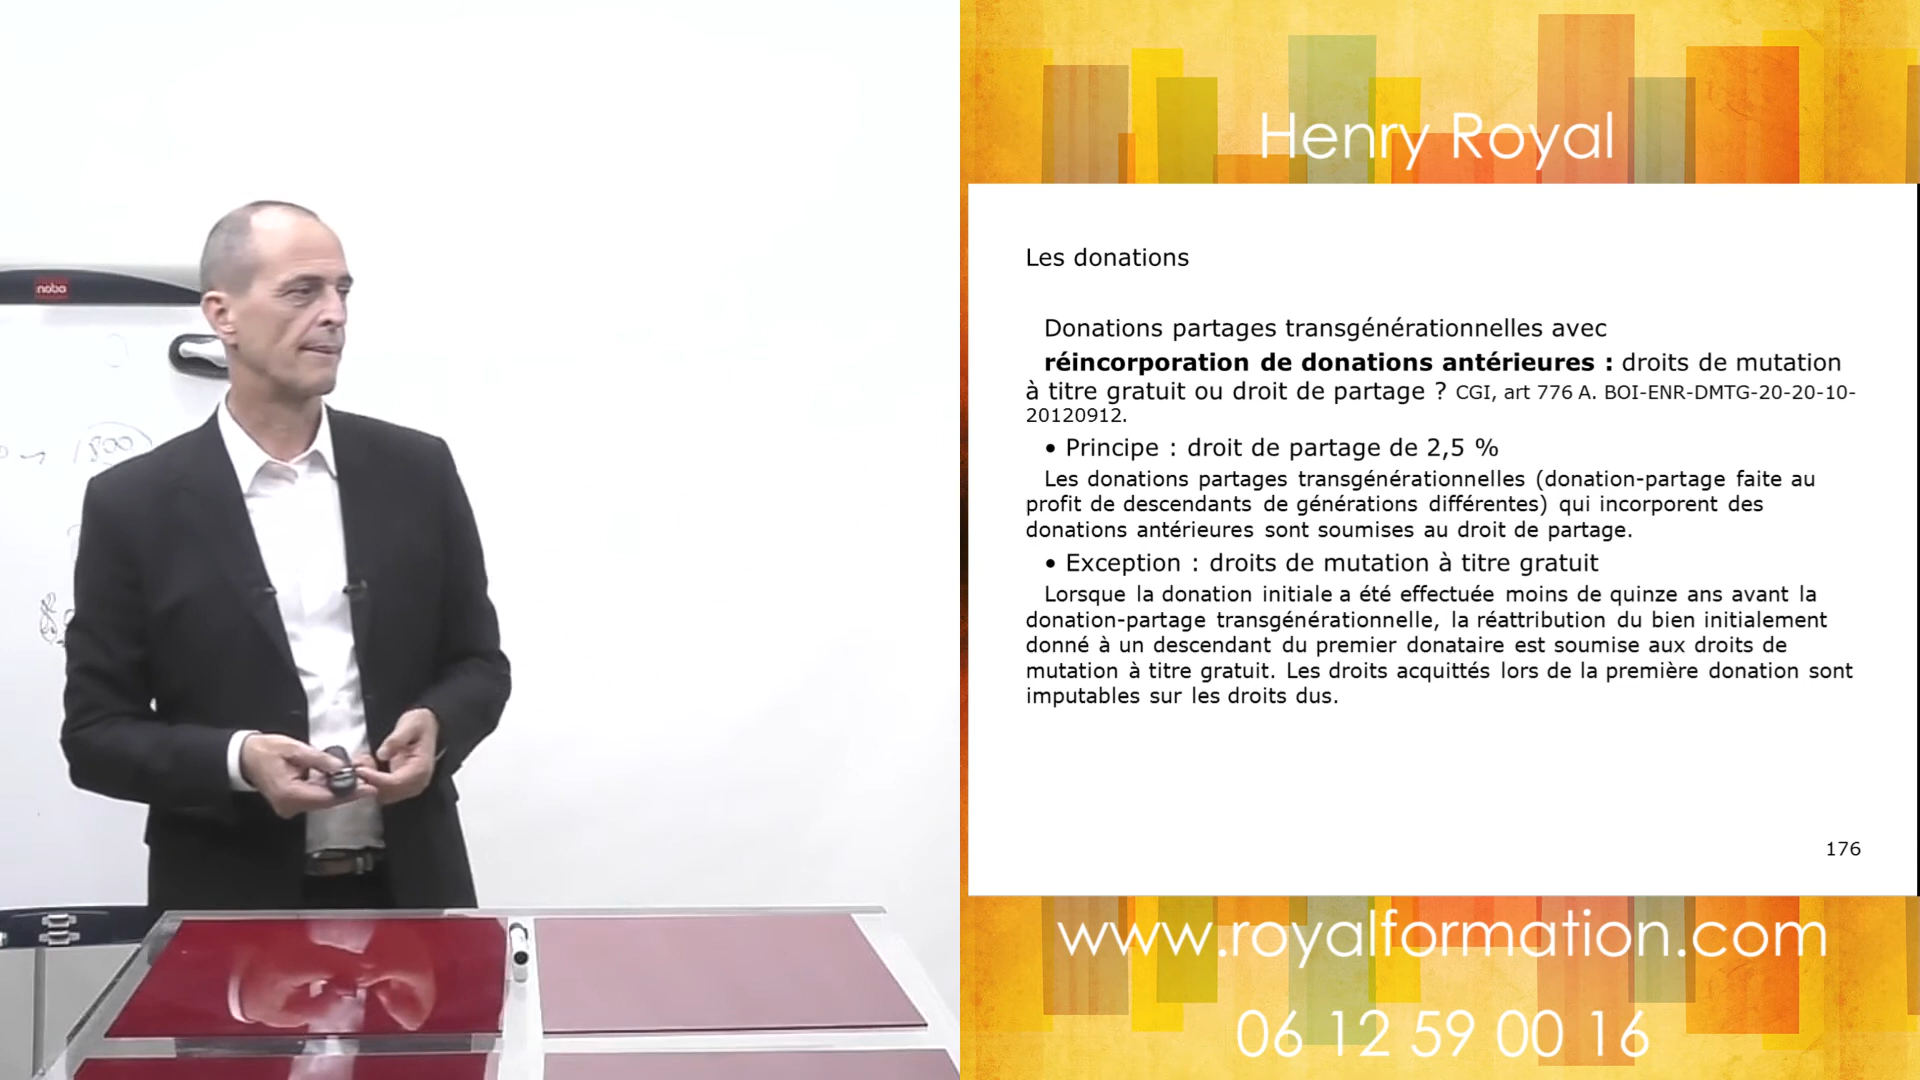 nobo
1800
Henry Royal
Les donations
Donations partages transgénérationnelles avec
réincorporation de donations antérieures : droits de mutation
à titre gratuit ou droit de partage ? CGI, art 776 A. BOI-ENR-DMTG-20-20-10-
20120912.
• Principe : droit de partage de 2,5 %
Les donations partages transgénérationnelles (donation-partage faite au
profit de descendants de générations différentes) qui incorporent des
donations antérieures sont soumises au droit de partage.
• Exception : droits de mutation à titre gratuit
Lorsque la donation initiale a été effectuée moins de quinze ans avant la
donation-partage transgénérationnelle, la réattribution du bien initialement
donné à un descendant du premier donataire est soumise aux droits de
mutation à titre gratuit. Les droits acquittés lors de la première donation sont
imputables sur les droits dus.
176
www.royalformation.com
06 12 59 00 16